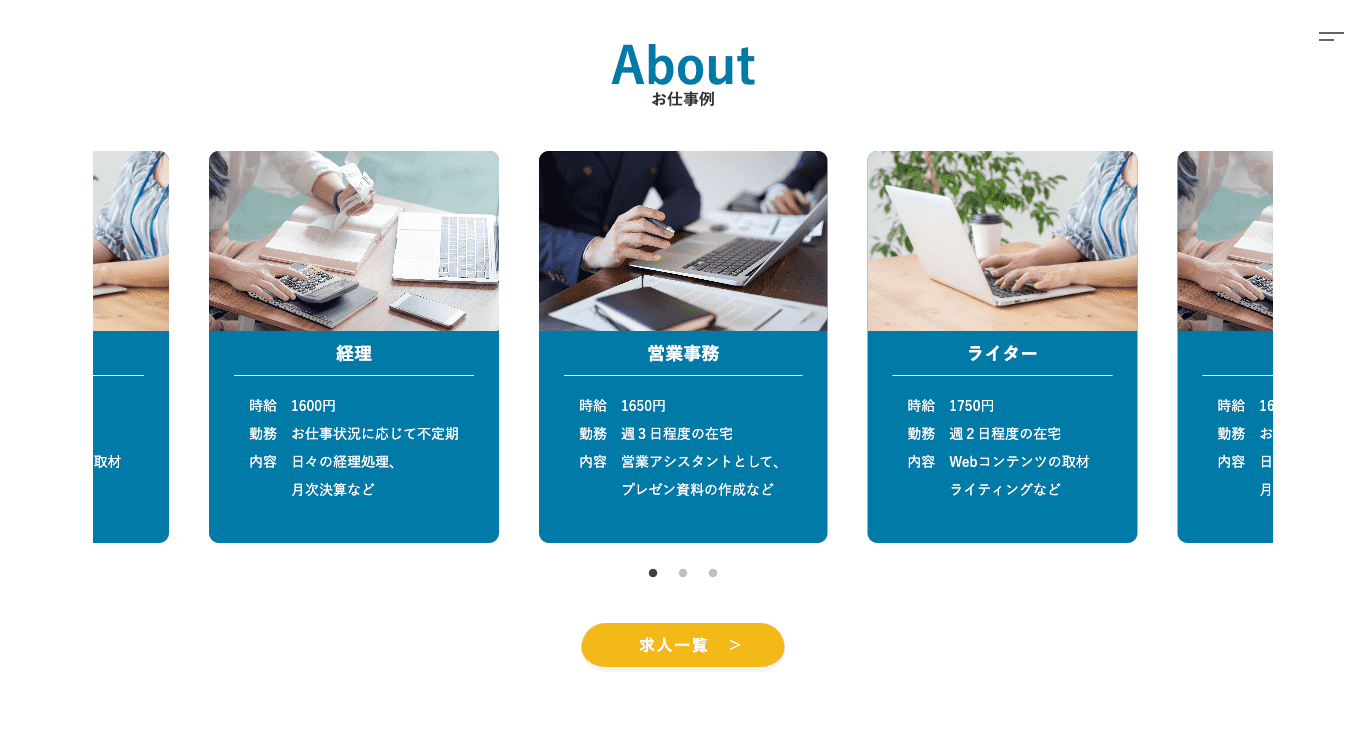 About
お仕事例
取材
経理
時給 1600円
勤務 お仕事状況に応じて不定期
内容 日々の経理処理、
月次決算など
営業事務
時給 1650円
勤務 週３日程度の在宅
内容 営業アシスタントとして、
プレゼン資料の作成など
ライター
時給 1750円
勤務 週２日程度の在宅
内容 Webコンテンツの取材
ライティングなど
時給 16
勤務 お
内容 日
月
求人一覧 >